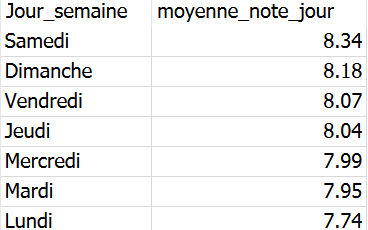 Jour_semaine moyenne_note_jour
Samedi 8.34
Dimanche 8.18
Vendredi 8.07
Jeudi 8.04
Mercredi 7.99
Mardi 7.95
Lundi 7.74